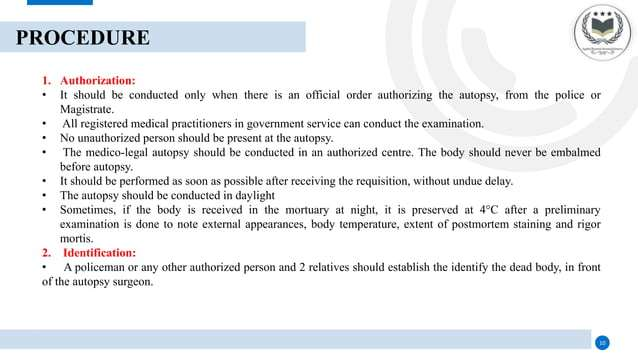 PROCEDURE
1. Authorization:
• It should be conducted only when there is an official order authorizing the autopsy, from the police or
Magistrate.
• All registered medical practitioners in government service can conduct the examination.
• No unauthorized person should be present at the autopsy.
• The medico-legal autopsy should be conducted in an authorized centre. The body should never be embalmed
before autopsy.
• It should be performed as soon as possible after receiving the requisition, without undue delay.
• The autopsy should be conducted in daylight
• Sometimes, if the body is received in the mortuary at night, it is preserved at 4°C after a preliminary
examination is done to note external appearances, body temperature, extent of postmortem staining and rigor
mortis.
2. Identification:
• A policeman or any other authorized person and 2 relatives should establish the identify the dead body, in front
of the autopsy surgeon.
10